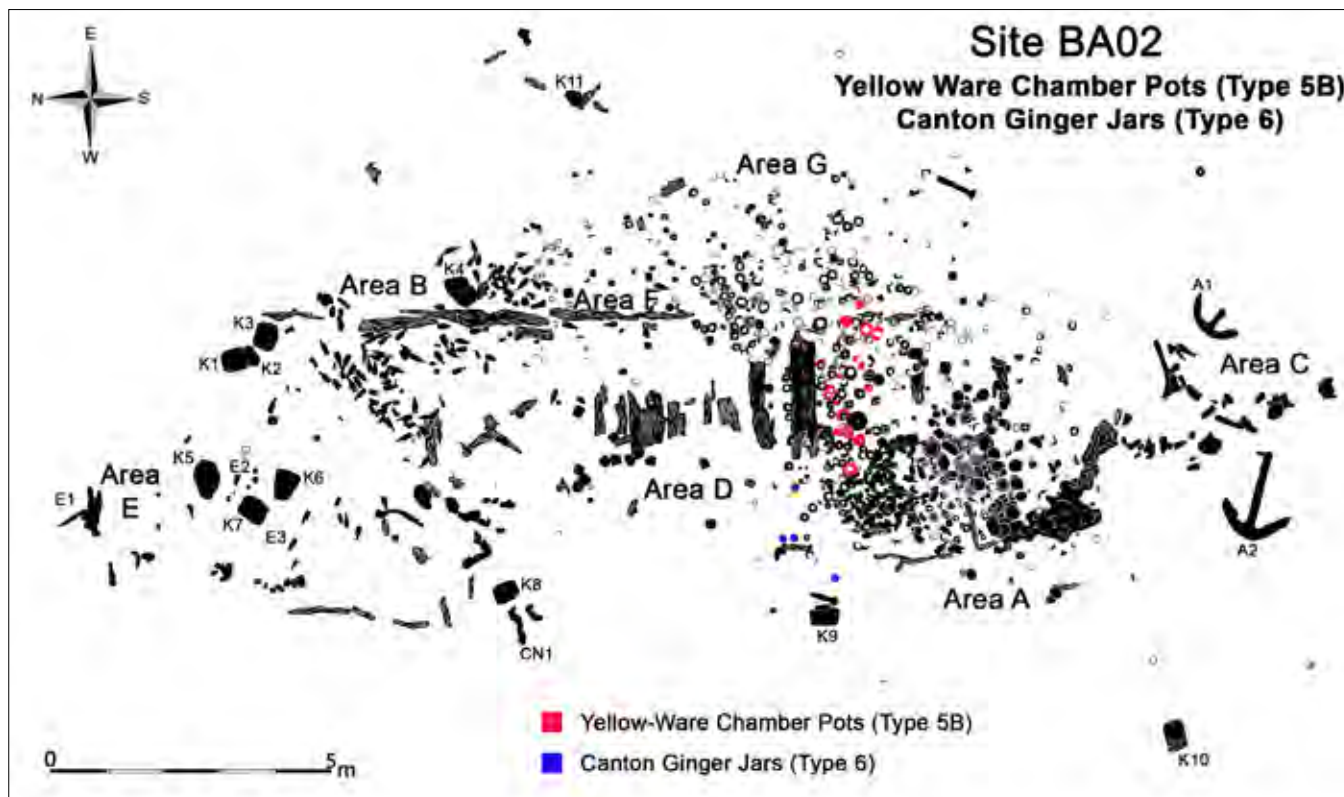 Site BA02
Yellow Ware Chamber Pots (Type 5B)
Canton Ginger Jars (Type 6)
E
N
S
W
K11
Area G
K4
Area B
Area F
A1
K3
K1
K2
Area C
K5
E2
K6
Area E
E1
Area D
K7
E3
A2
K8
Area A
K9
CN1
Yellow-Ware Chamber Pots (Type 5B)
Canton Ginger Jars (Type 6)
K10
0
5m